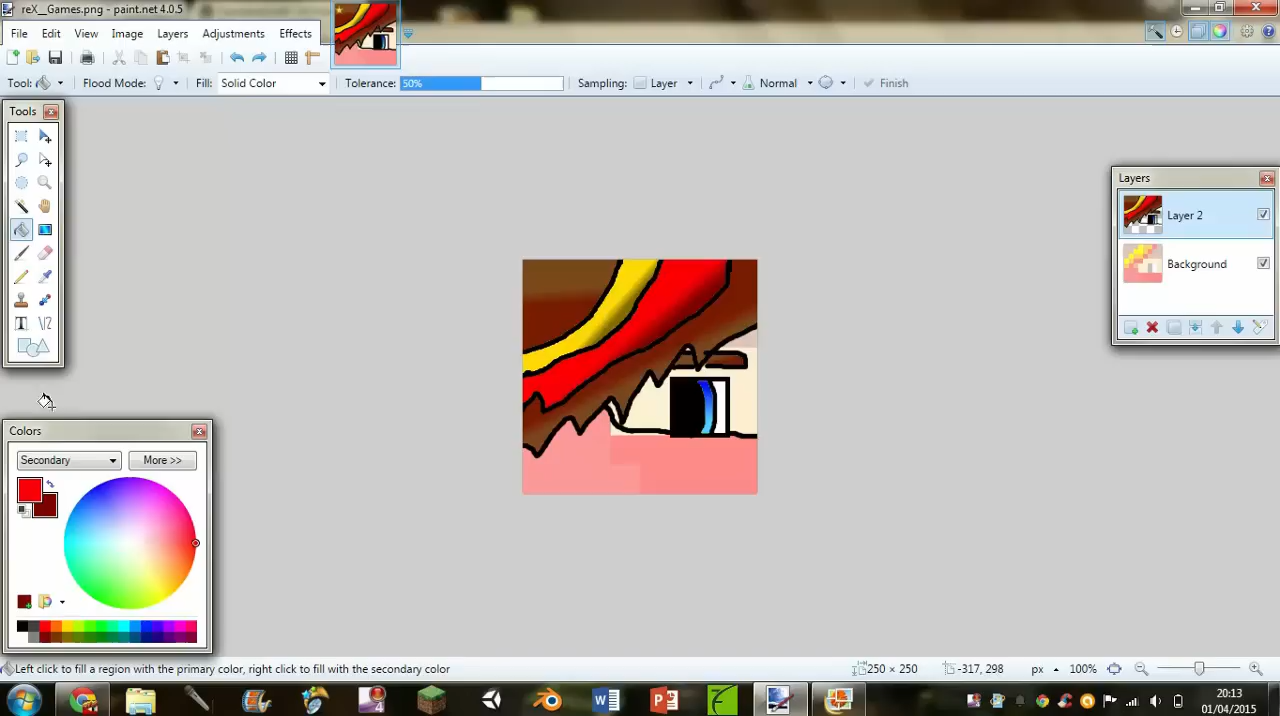 reX__Games.png - paint.net 4.0.5
File Edit View Image Layers Adjustments Effects
Tool: Flood Mode: Fill: Solid Color Tolerance: 50% Sampling: Layer Normal Finish
Tools
Layers
Layer 2
Background
Colors
Secondary More >>
Left click to fill a region with the primary color, right click to fill with the secondary color 250 × 250 -317, 298 px 100%
20:13
01/04/2015